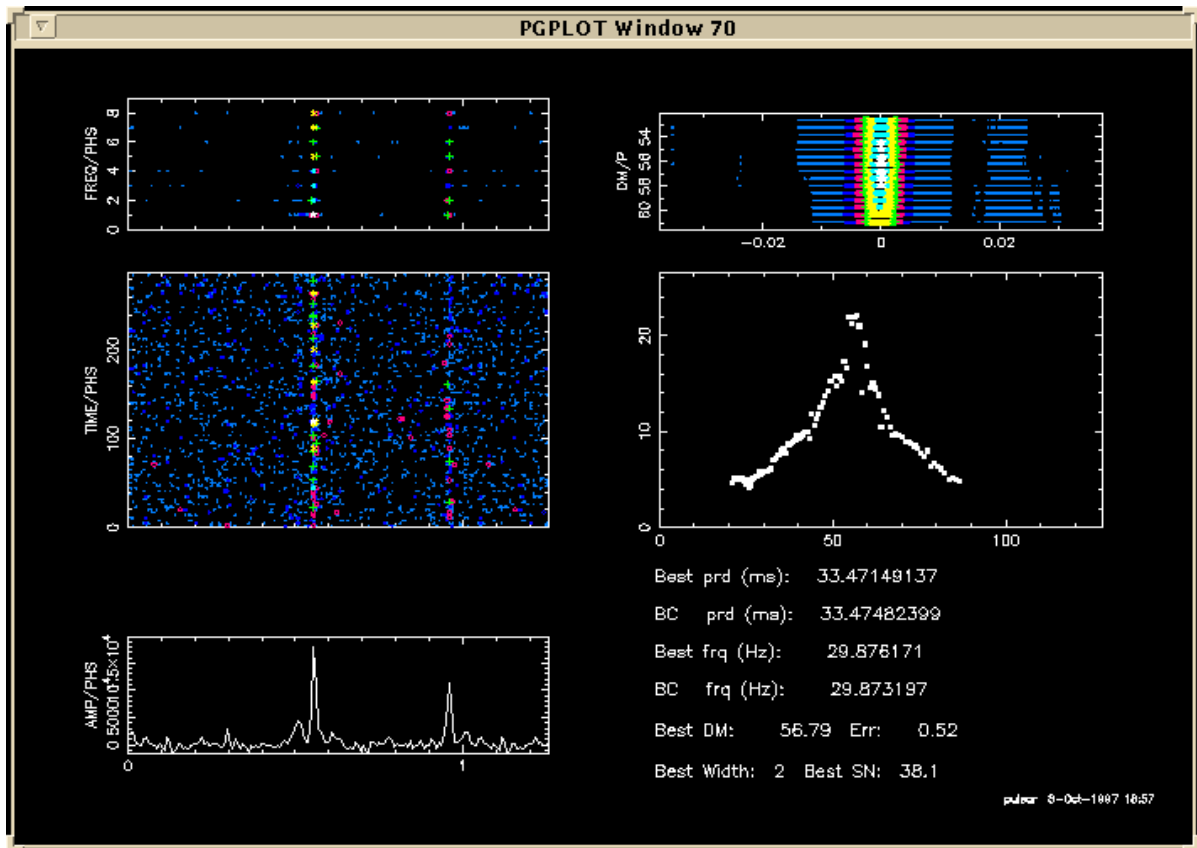 PGPLOT Window 70
FREQ/PHS
0 2 4 6 8
DM/P
60 58 56 54
-0.02 0 0.02
TIME/PHS
0 100 200
0 10 20
0 50 100
Best prd (ms): 33.47149137
BC prd (ms): 33.47482399
Best frq (Hz): 29.876171
BC frq (Hz): 29.873197
AMP/PHS
0 1
Best DM: 56.79 Err: 0.52
Best Width: 2 Best SN: 38.1